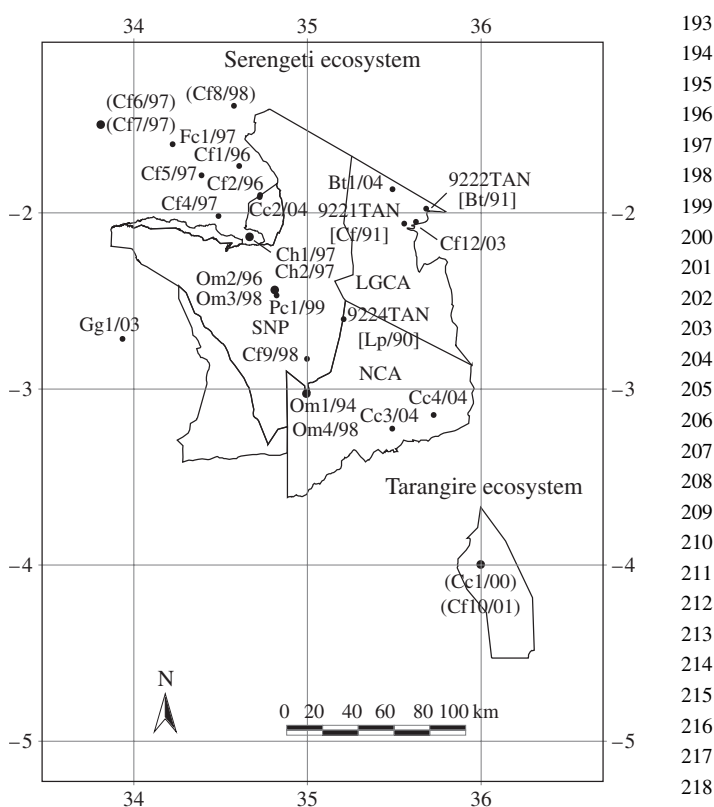 34 35 36
Serengeti ecosystem
(Cf6/97)
(Cf7/97)
(Cf8/98)
Fc1/97
Cf1/96
Cf5/97
Cf2/96
Cc2/04
Cf4/97
Bt1/04
9222TAN
[Bt/91]
9221TAN
[Cf/91]
Cf12/03
−2
−2
Ch1/97
Ch2/97
Om2/96
Om3/98
Pc1/99
LGCA
SNP
9224TAN
[Lp/90]
Gg1/03
Cf9/98
NCA
−3
−3
Om1/94
Om4/98
Cc4/04
Cc3/04
Tarangire ecosystem
−4
−4
(Cc1/00)
(Cf10/01)
N
0 20 40 60 80 100 km
−5
−5
34 35 36
193
194
195
196
197
198
199
200
201
202
203
204
205
206
207
208
209
210
211
212
213
214
215
216
217
218